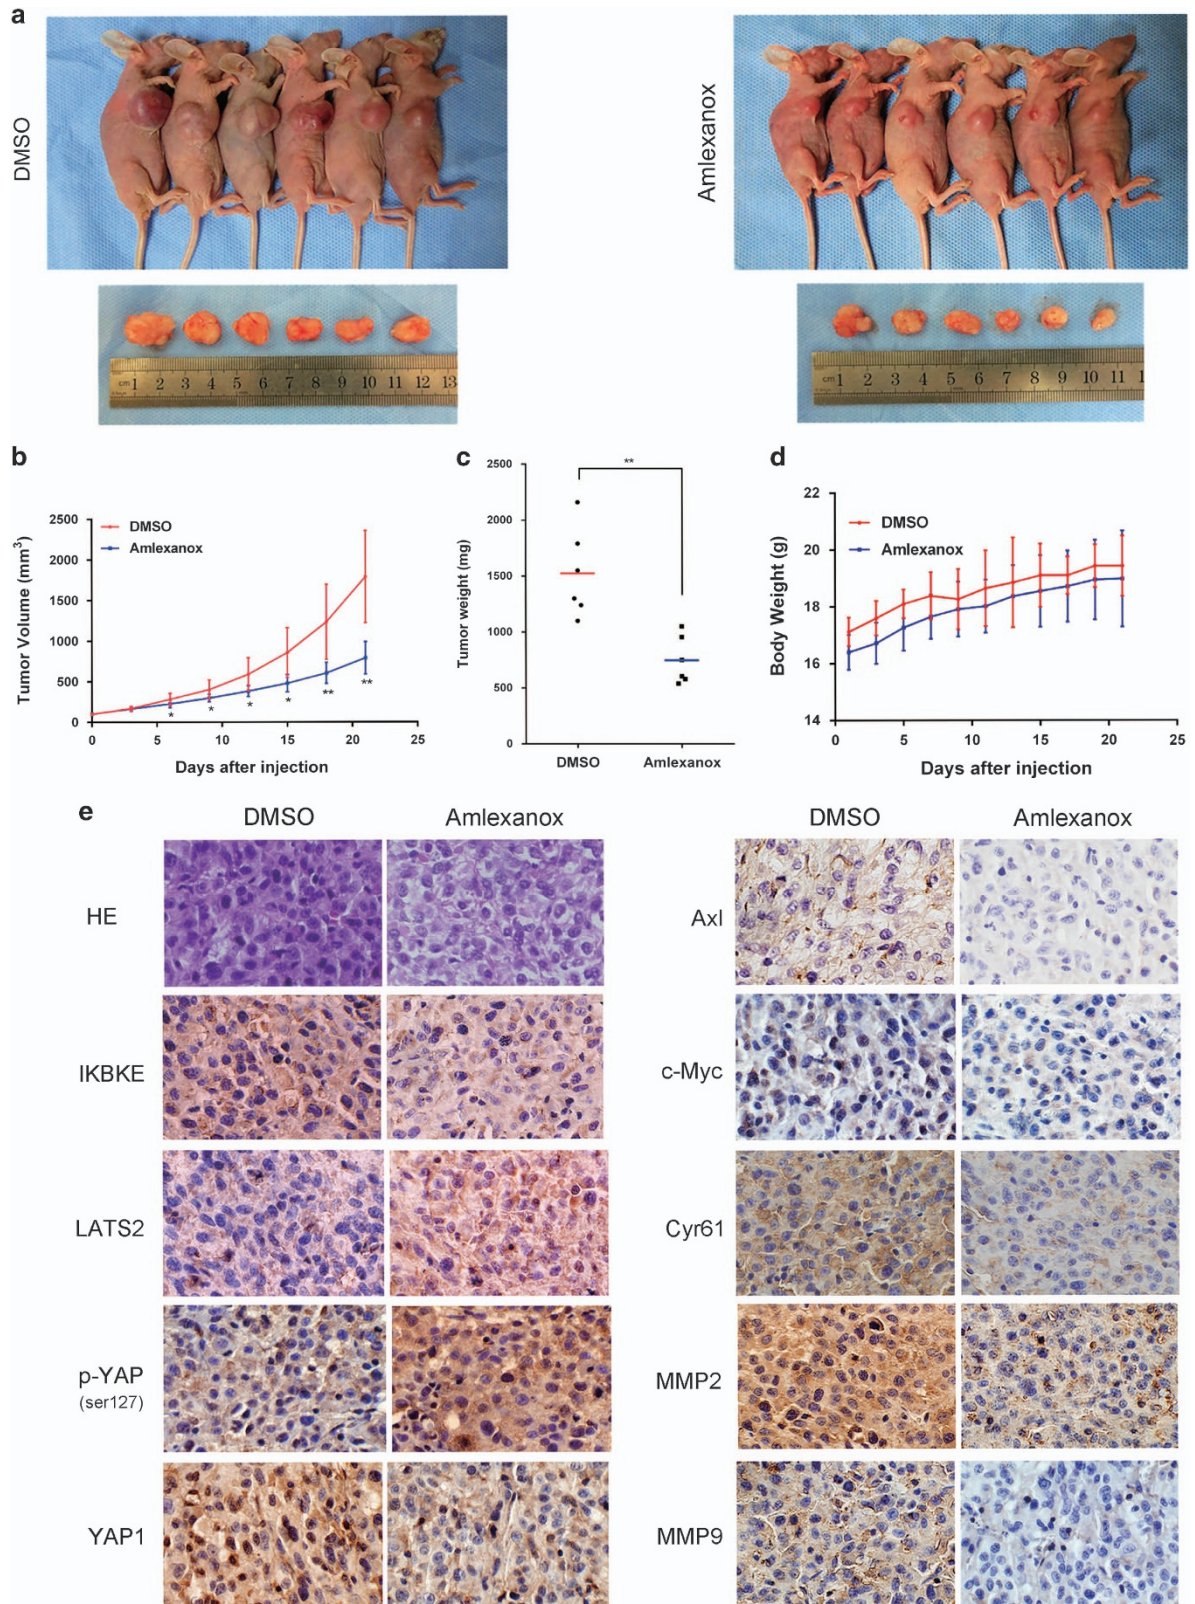 a
DMSO
Amlexanox
cm 1 2 3 4 5 6 7 8 9 10 11 12 13
cm 1 2 3 4 5 6 7 8 9 10 11 1
b
2500
2000
1500
1000
500
0
Tumor Volume (mm³)
DMSO
Amlexanox
* * * * ** **
0 5 10 15 20 25
Days after injection
c
2500
2000
1500
1000
500
0
Tumor weight (mg)
**
DMSO Amlexanox
d
22
20
18
16
14
Body Weight (g)
DMSO
Amlexanox
0 5 10 15 20 25
Days after injection
e
DMSO Amlexanox
HE
IKBKE
LATS2
p-YAP
(ser127)
YAP1
DMSO Amlexanox
Axl
c-Myc
Cyr61
MMP2
MMP9